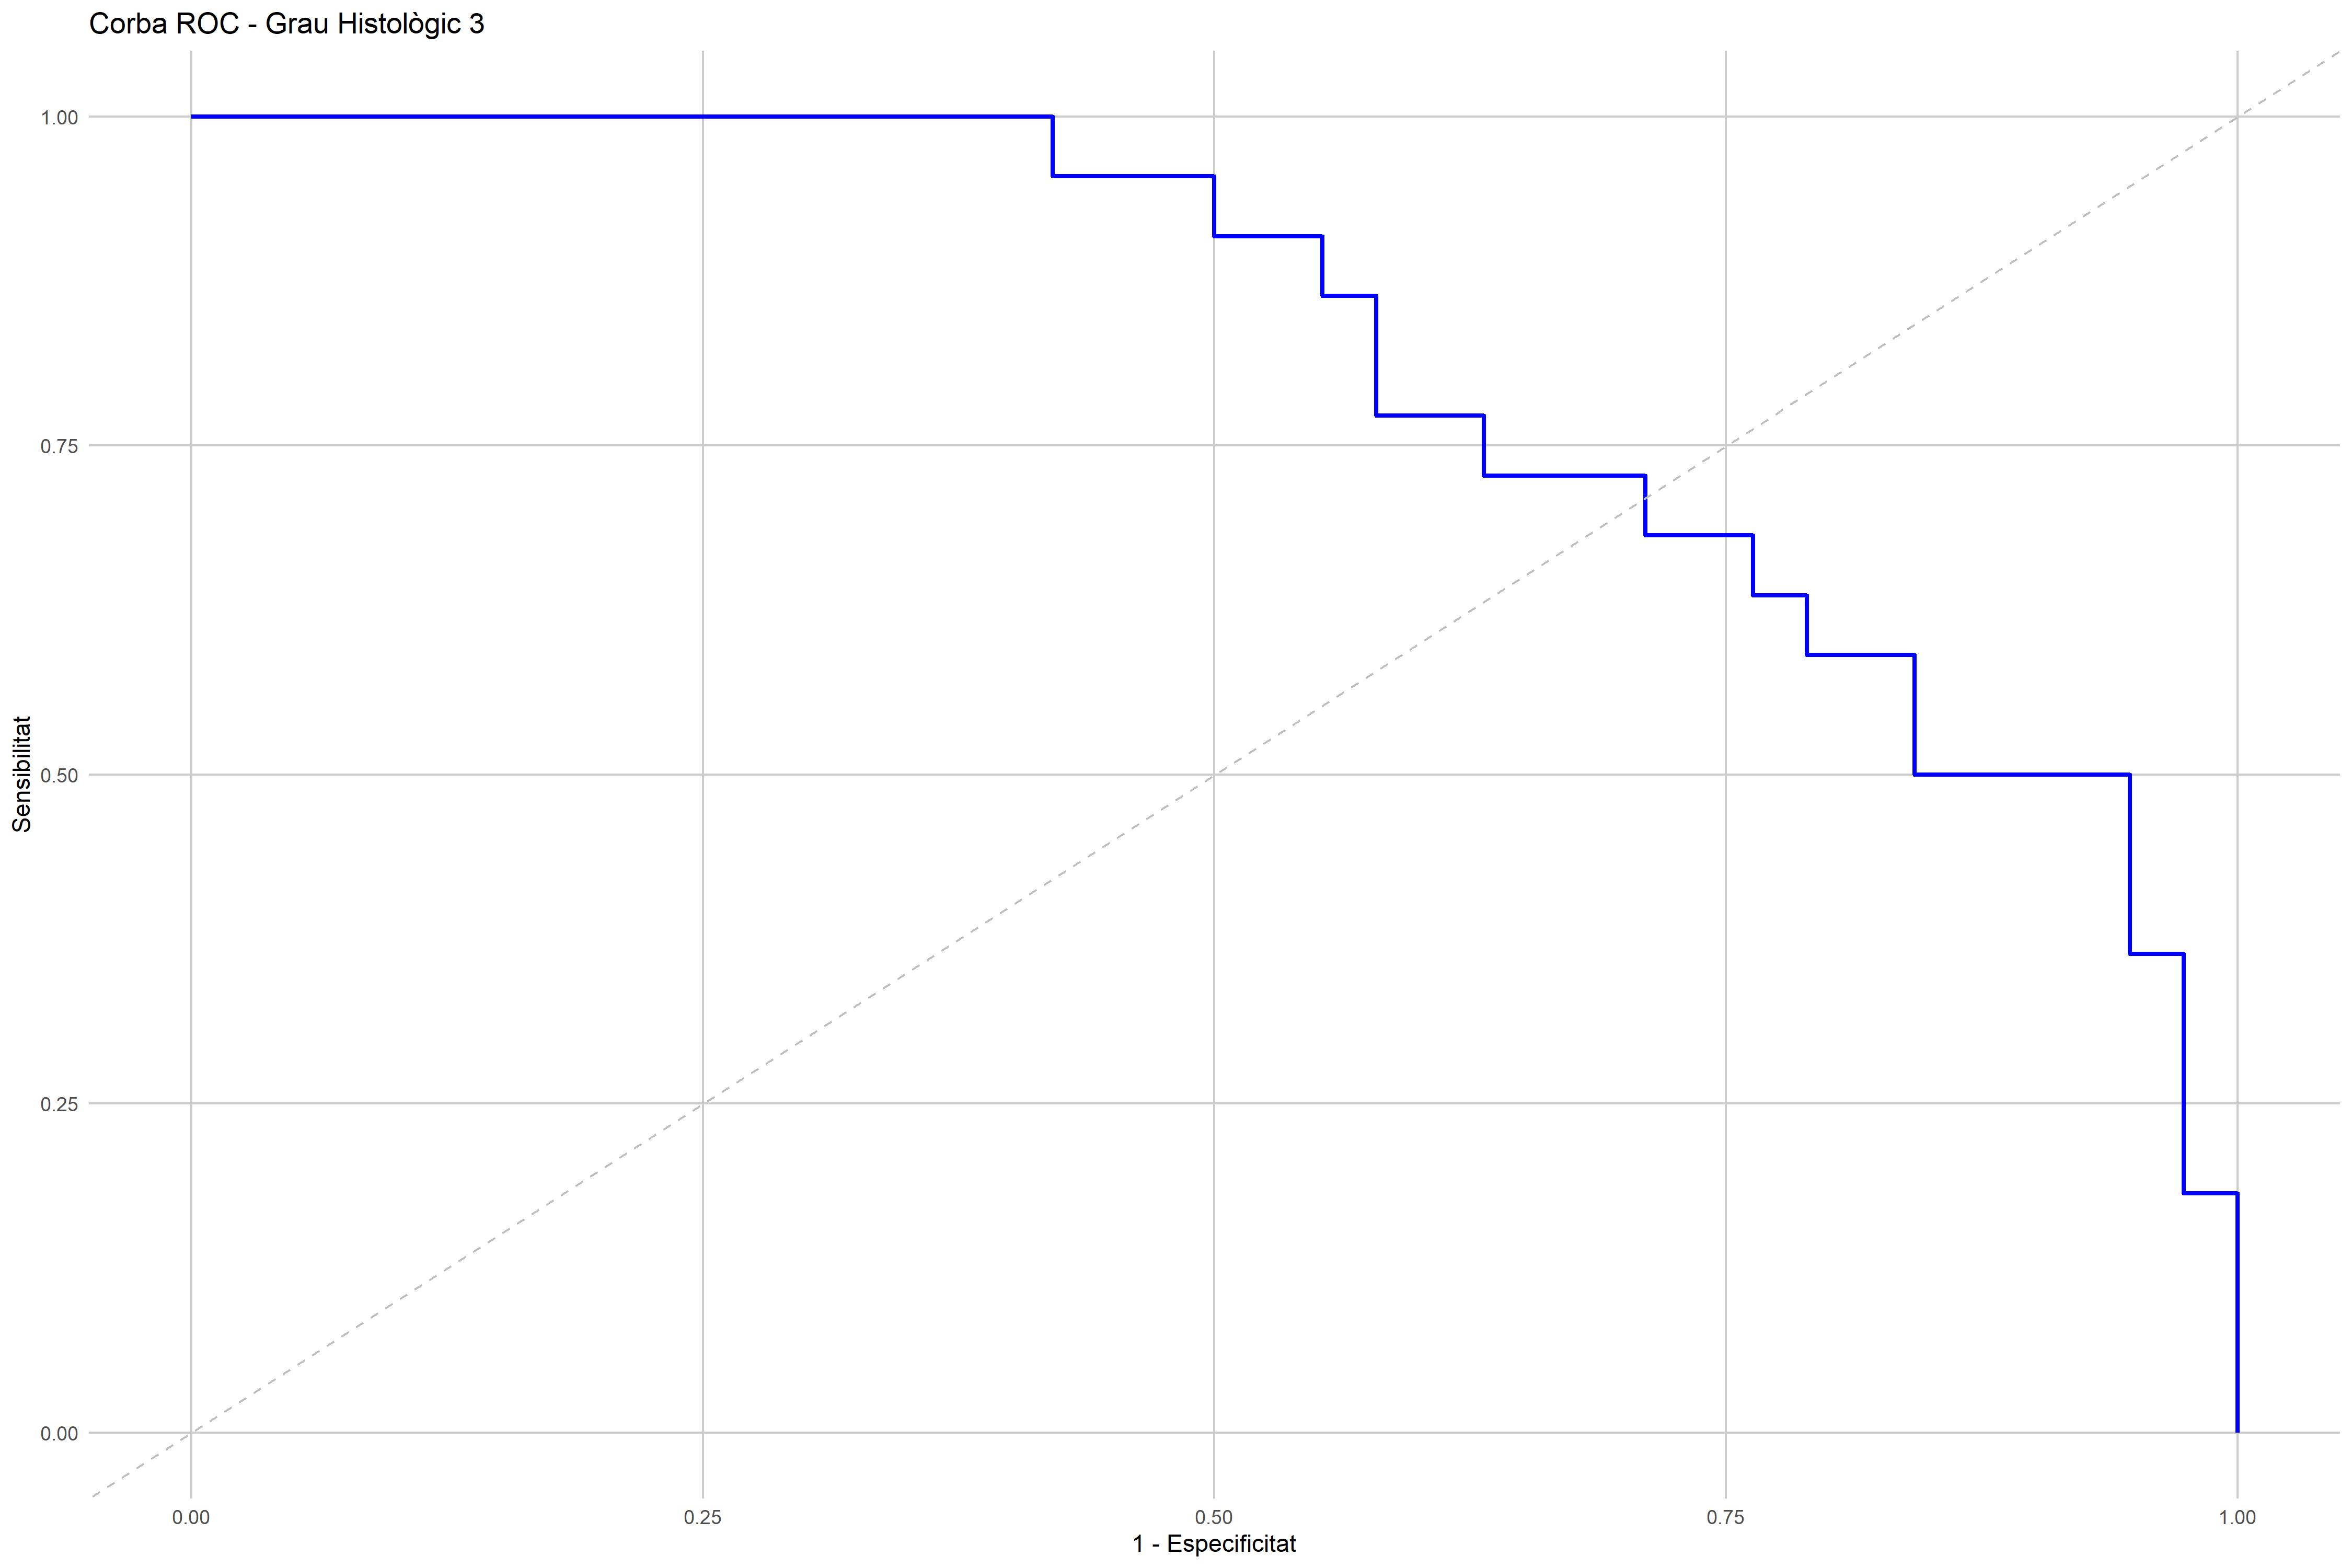 Corba ROC - Grau Histològic 3
1.00
0.75
0.50
0.25
0.00
Sensibilitat
0.00 0.25 0.50 0.75 1.00
1 - Especificitat